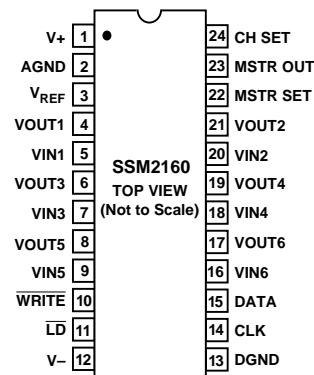 V+ 1
AGND 2
VREF 3
VOUT1 4
VIN1 5
VOUT3 6
VIN3 7
VOUT5 8
VIN5 9
WRITE 10
LD 11
V– 12
SSM2160
TOP VIEW
(Not to Scale)
24 CH SET
23 MSTR OUT
22 MSTR SET
21 VOUT2
20 VIN2
19 VOUT4
18 VIN4
17 VOUT6
16 VIN6
15 DATA
14 CLK
13 DGND